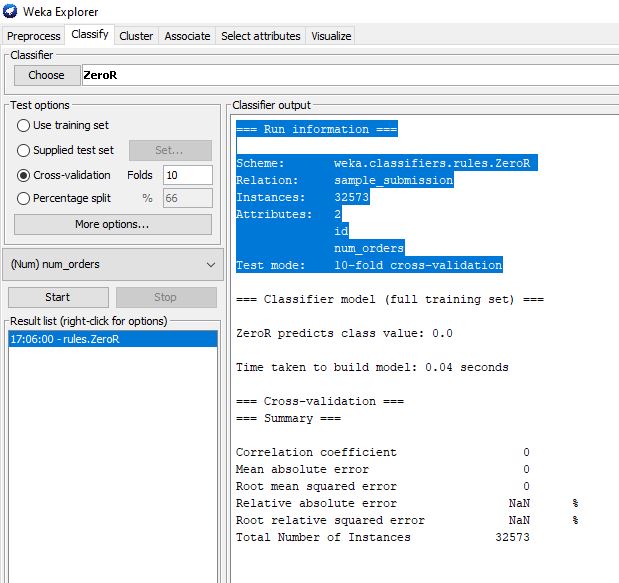 Weka Explorer
Preprocess Classify Cluster Associate Select attributes Visualize
Classifier
Choose ZeroR
Test options
Use training set
Supplied test set Set...
Cross-validation Folds 10
Percentage split % 66
More options...
(Num) num_orders
Start Stop
Result list (right-click for options)
17:06:00 - rules.ZeroR
Classifier output
=== Run information ===
Scheme: weka.classifiers.rules.ZeroR
Relation: sample_submission
Instances: 32573
Attributes: 2
id
num_orders
Test mode: 10-fold cross-validation
=== Classifier model (full training set) ===
ZeroR predicts class value: 0.0
Time taken to build model: 0.04 seconds
=== Cross-validation ===
=== Summary ===
Correlation coefficient 0
Mean absolute error 0
Root mean squared error 0
Relative absolute error NaN %
Root relative squared error NaN %
Total Number of Instances 32573